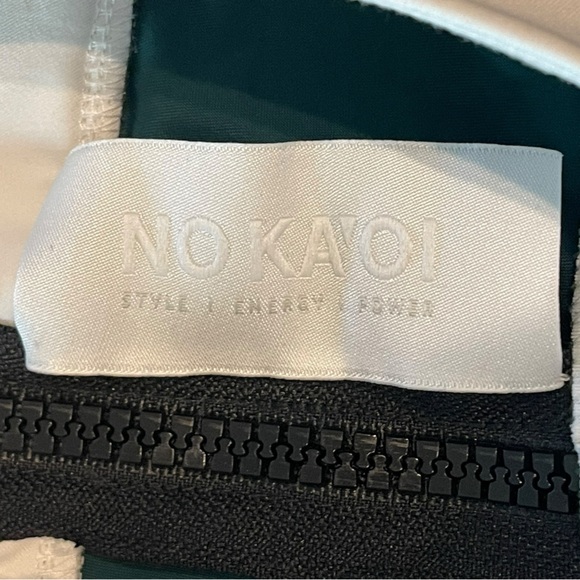 NO KA'OI
STYLE | ENERGY | POWER